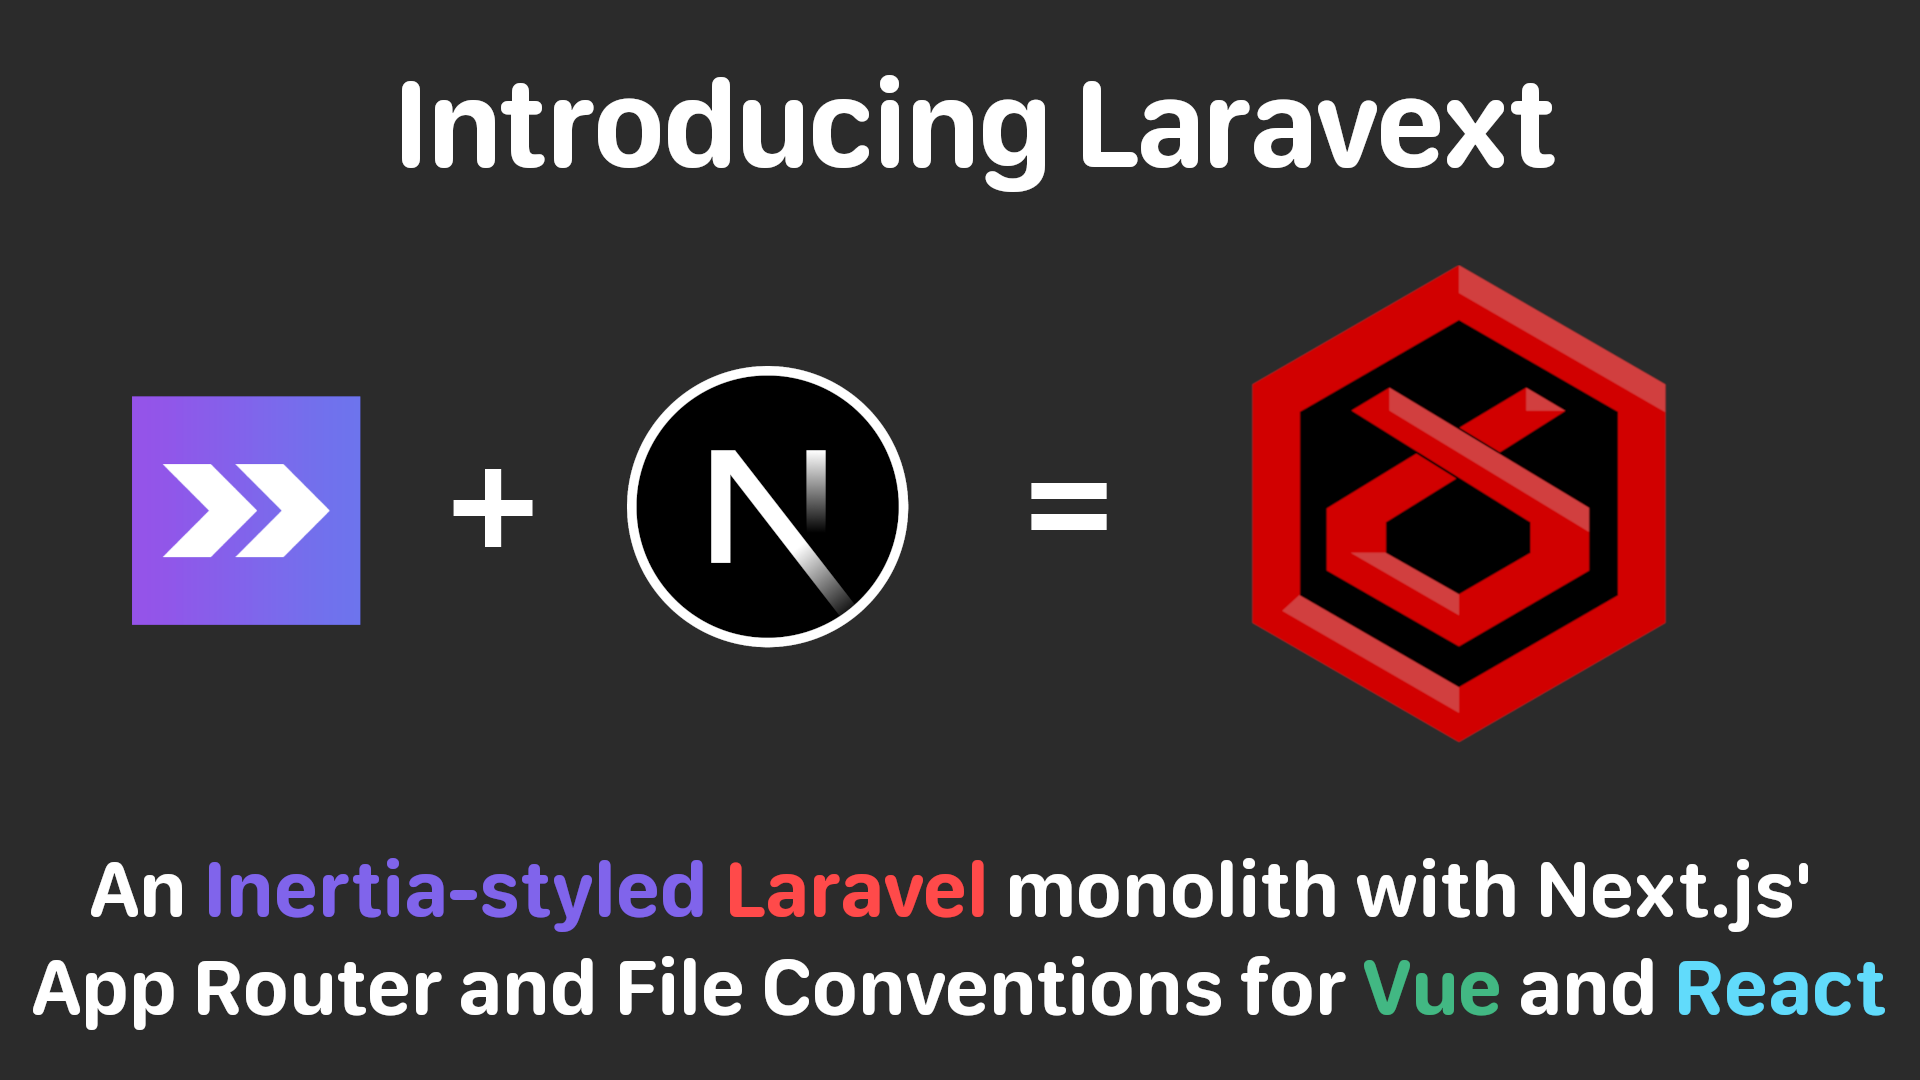 Introducing Laravext
+ N =
An Inertia-styled Laravel monolith with Next.js'
App Router and File Conventions for Vue and React